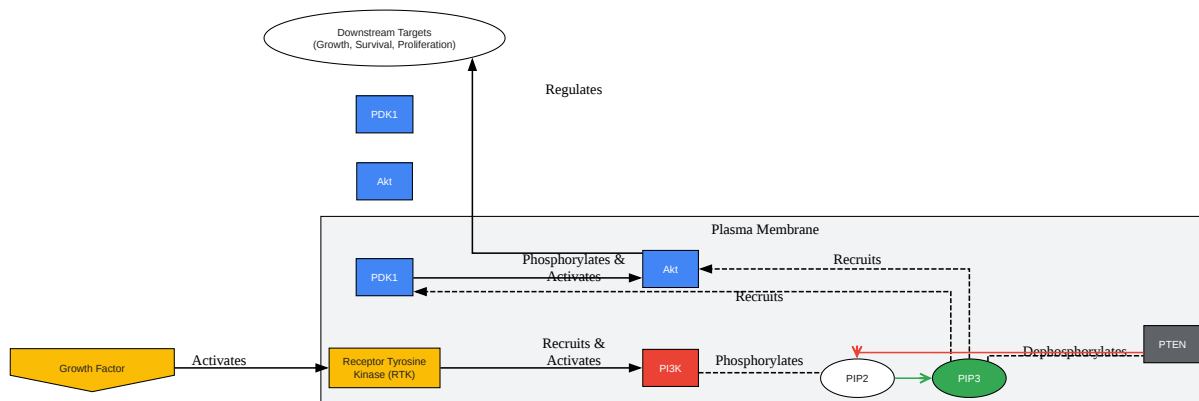 Downstream Targets
(Growth, Survival, Proliferation)
Regulates
PDK1
Akt
Plasma Membrane
Phosphorylates &
Activates
PDK1
Akt
Recruits
Recruits
Growth Factor
Activates
Receptor Tyrosine
Kinase (RTK)
Recruits &
Activates
PI3K
Phosphorylates
PIP2
PIP3
Dephosphorylates
PTEN